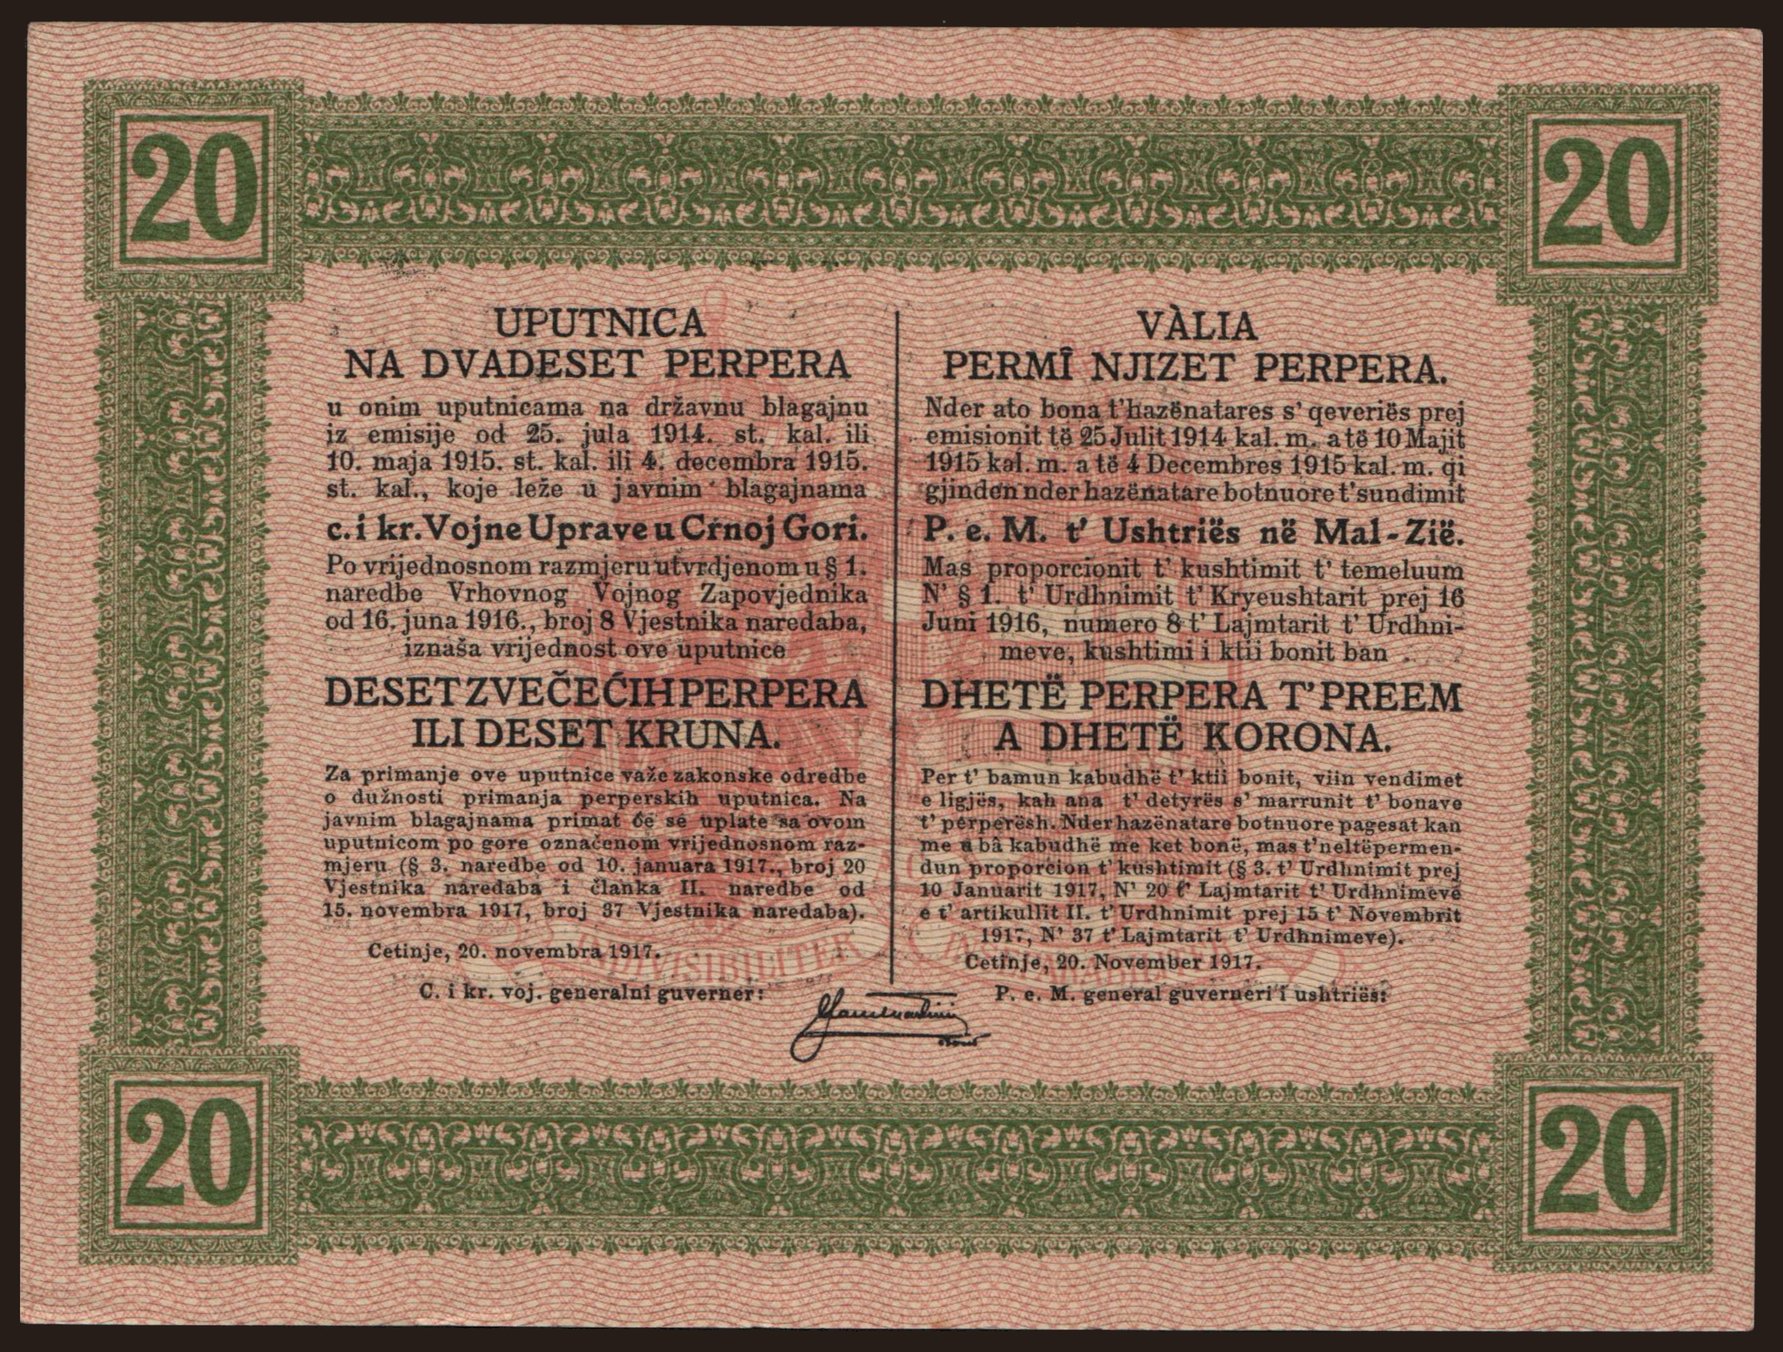 20
20
UPUTNICA
NA DVADESET PERPERA
u onim uputnicama na državnu blagajnu
iz emisije od 25. jula 1914. st. kal. ili
10. maja 1915. st. kal. ili 4. decembra 1915.
st. kal., koje leže u javnim blagajnama
c. i kr. Vojne Uprave u Cŕnoj Gori.
Po vrijednosnom razmjeru utvrdjenom u § 1.
naredbe Vrhovnog Vojnog Zapovjednika
od 16. juna 1916., broj 8 Vjestnika naredaba,
iznaša vrijednost ove uputnice
DESET ZVEČEĆIH PERPERA
ILI DESET KRUNA.
Za primanje ove uputnice važe zakonske odredbe
o dužnosti primanja perperskih uputnica. Na
javnim blagajnama primat će se uplate sa ovom
uputnicom po gore označenom vrijednosnom raz-
mjeru (§ 3. naredbe od 10. januara 1917., broj 20
Vjestnika naredaba i članka II. naredbe od
15. novembra 1917, broj 37 Vjestnika naredaba).
Cetinje, 20. novembra 1917.
C. i kr. voj. generalni guverner:
VÀLIA
PERMÎ NJIZET PERPERA.
Nder ato bona t'hazënatares s' qeveriës prej
emisionit të 25 Julit 1914 kal. m. a të 10 Majit
1915 kal. m. a të 4 Decembres 1915 kal. m. qi
gjinden nder hazënatare botnuore t'sundimit
P. e. M. t' Ushtriës në Mal-Zië.
Mas proporcionit t' kushtimit t' temeluum
N' § 1. t' Urdhnimit t' Kryeushtarit prej 16
Juni 1916, numero 8 t' Lajmtarit t' Urdhni-
meve, kushtimi i ktii bonit ban
DHETË PERPERA T' PREEM
A DHETË KORONA.
Per t' bamun kabudhë t' ktii bonit, viin vendimet
e ligjës, kah ana t' detyrës s' marrunit t' bonave
t' perperësh. Nder hazënatare botnuore pagesat kan
me u bâ kabudhë me ket bonë, mas t'neltëpermen-
dun proporcion t' kushtimit (§ 3. t' Urdhnimit prej
10 Januarit 1917, N' 20 t' Lajmtarit t' Urdhnimeve
e t' artikullit II. t' Urdhnimit prej 15 t' Novembrit
1917, N' 37 t' Lajmtarit t' Urdhnimeve).
Cetinje, 20. November 1917.
P. e. M. general guverneri i ushtriës:
INDIVISIBILITER
20
20